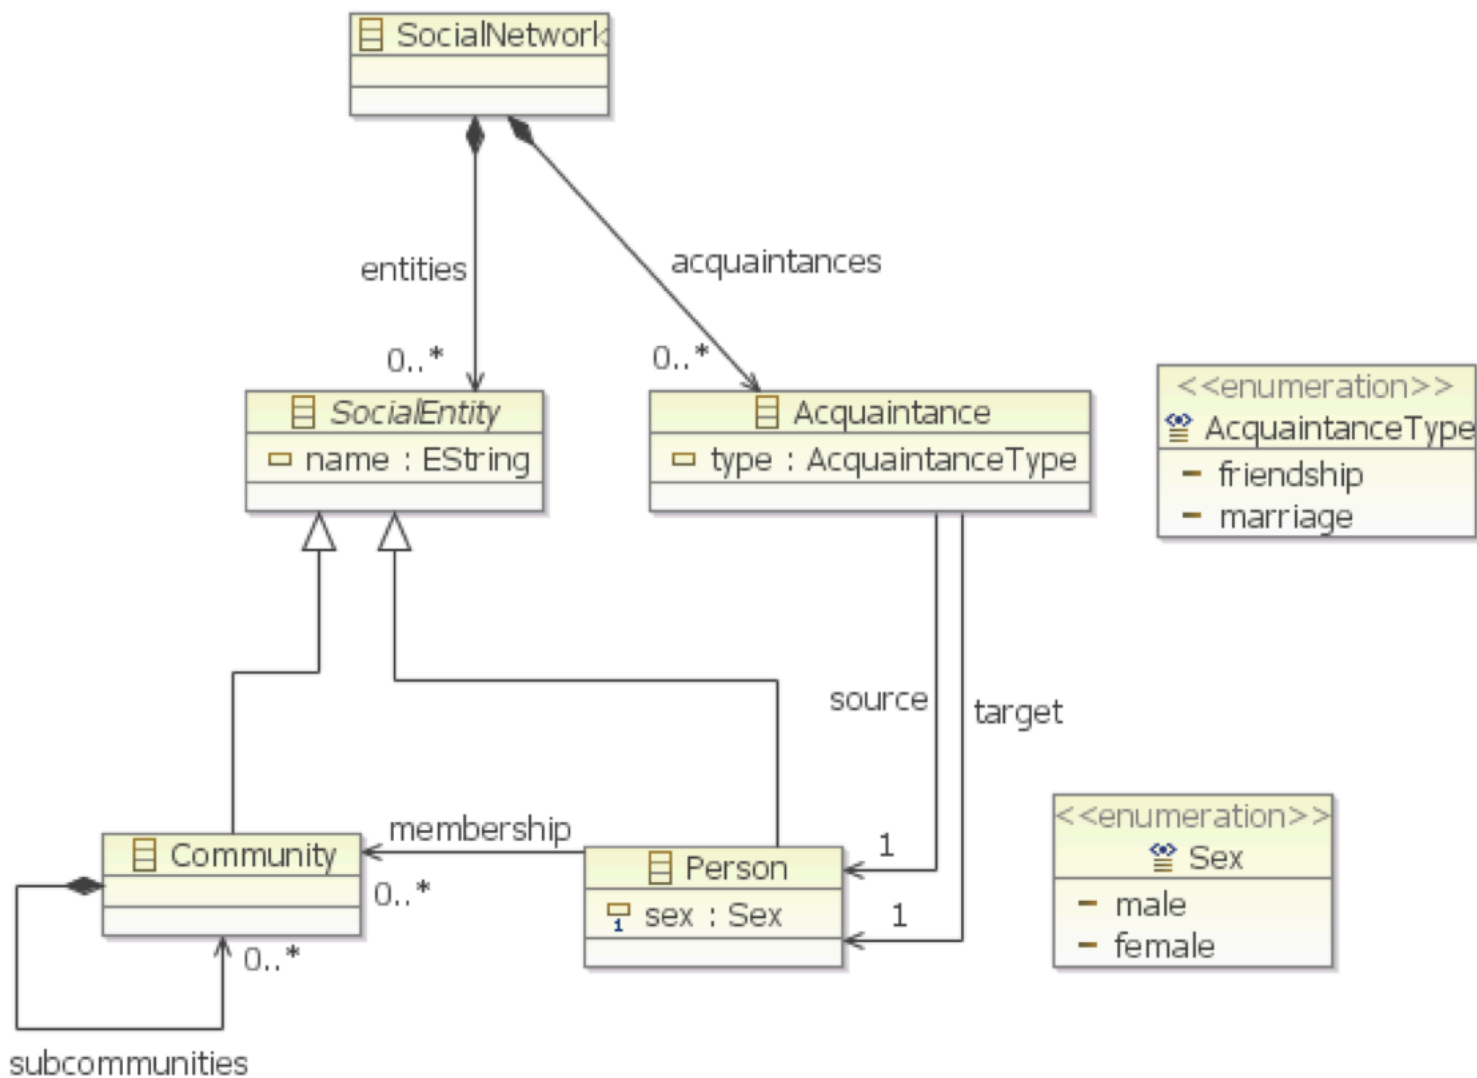 SocialNetwork
entities
acquaintances
0..*
0..*
SocialEntity
name : EString
Acquaintance
type : AcquaintanceType
<<enumeration>>
AcquaintanceType
friendship
marriage
source
target
membership
Community
0..*
0..*
subcommunities
Person
1
sex : Sex
1
1
<<enumeration>>
Sex
male
female